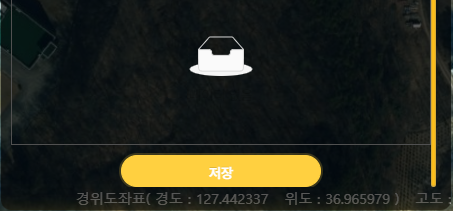 저장
경위도좌표( 경도 : 127.442337 위도 : 36.965979 ) 고도 :